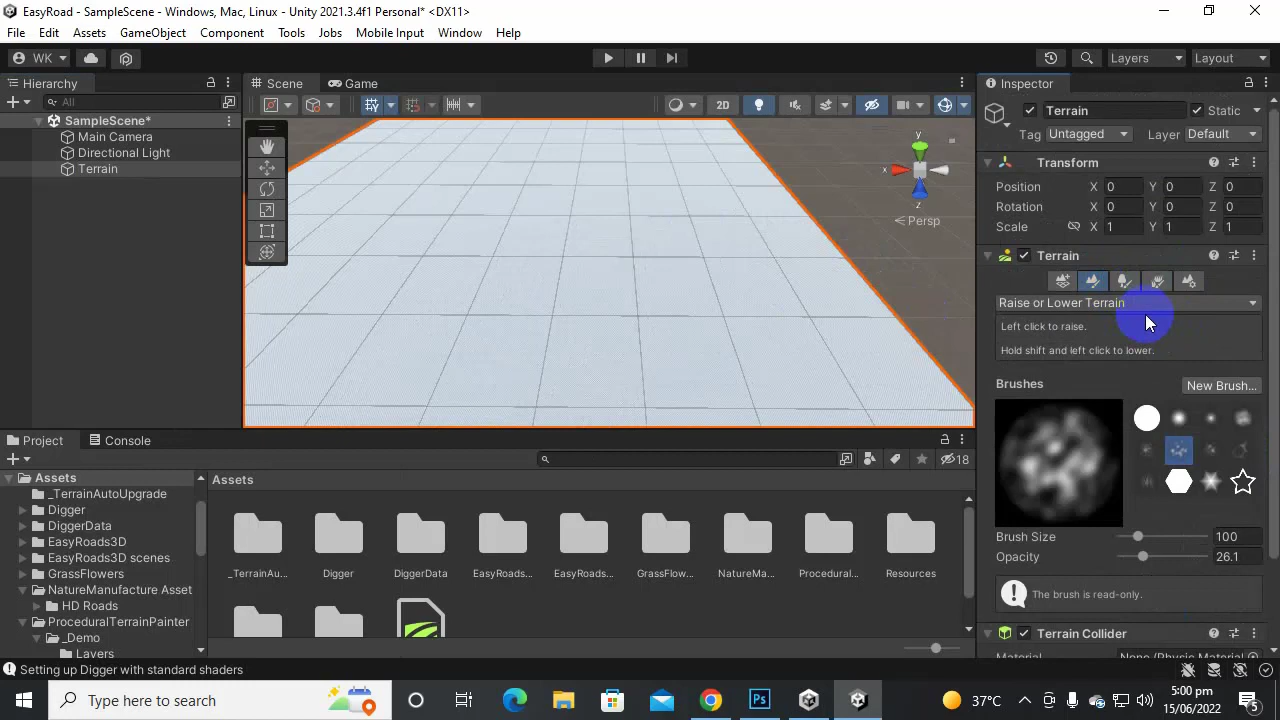 EasyRoad - SampleScene - Windows, Mac, Linux - Unity 2021.3.4f1 Personal* <DX11>
File Edit Assets GameObject Component Tools Jobs Mobile Input Window Help
WK Layers Layout
Hierarchy Scene Game Inspector
All 2D Terrain Static
SampleScene* Tag Untagged Layer Default
Main Camera
Directional Light
Terrain
y
x
z
Persp
Transform
Position X 0 Y 0 Z 0
Rotation X 0 Y 0 Z 0
Scale X 1 Y 1 Z 1
Terrain
Raise or Lower Terrain
Left click to raise.
Hold shift and left click to lower.
Brushes New Brush...
Brush Size 100
Opacity 26.1
The brush is read-only.
Terrain Collider
Project Console
18
Assets
_TerrainAutoUpgrade
Digger
DiggerData
EasyRoads3D
EasyRoads3D scenes
GrassFlowers
NatureManufacture Asset
HD Roads
ProceduralTerrainPainter
_Demo
Layers
Assets
_TerrainAu... Digger DiggerData EasyRoads... EasyRoads... GrassFlow... NatureMa... Procedural... Resources
Setting up Digger with standard shaders
Type here to search
37°C
5:00 pm
15/06/2022
5